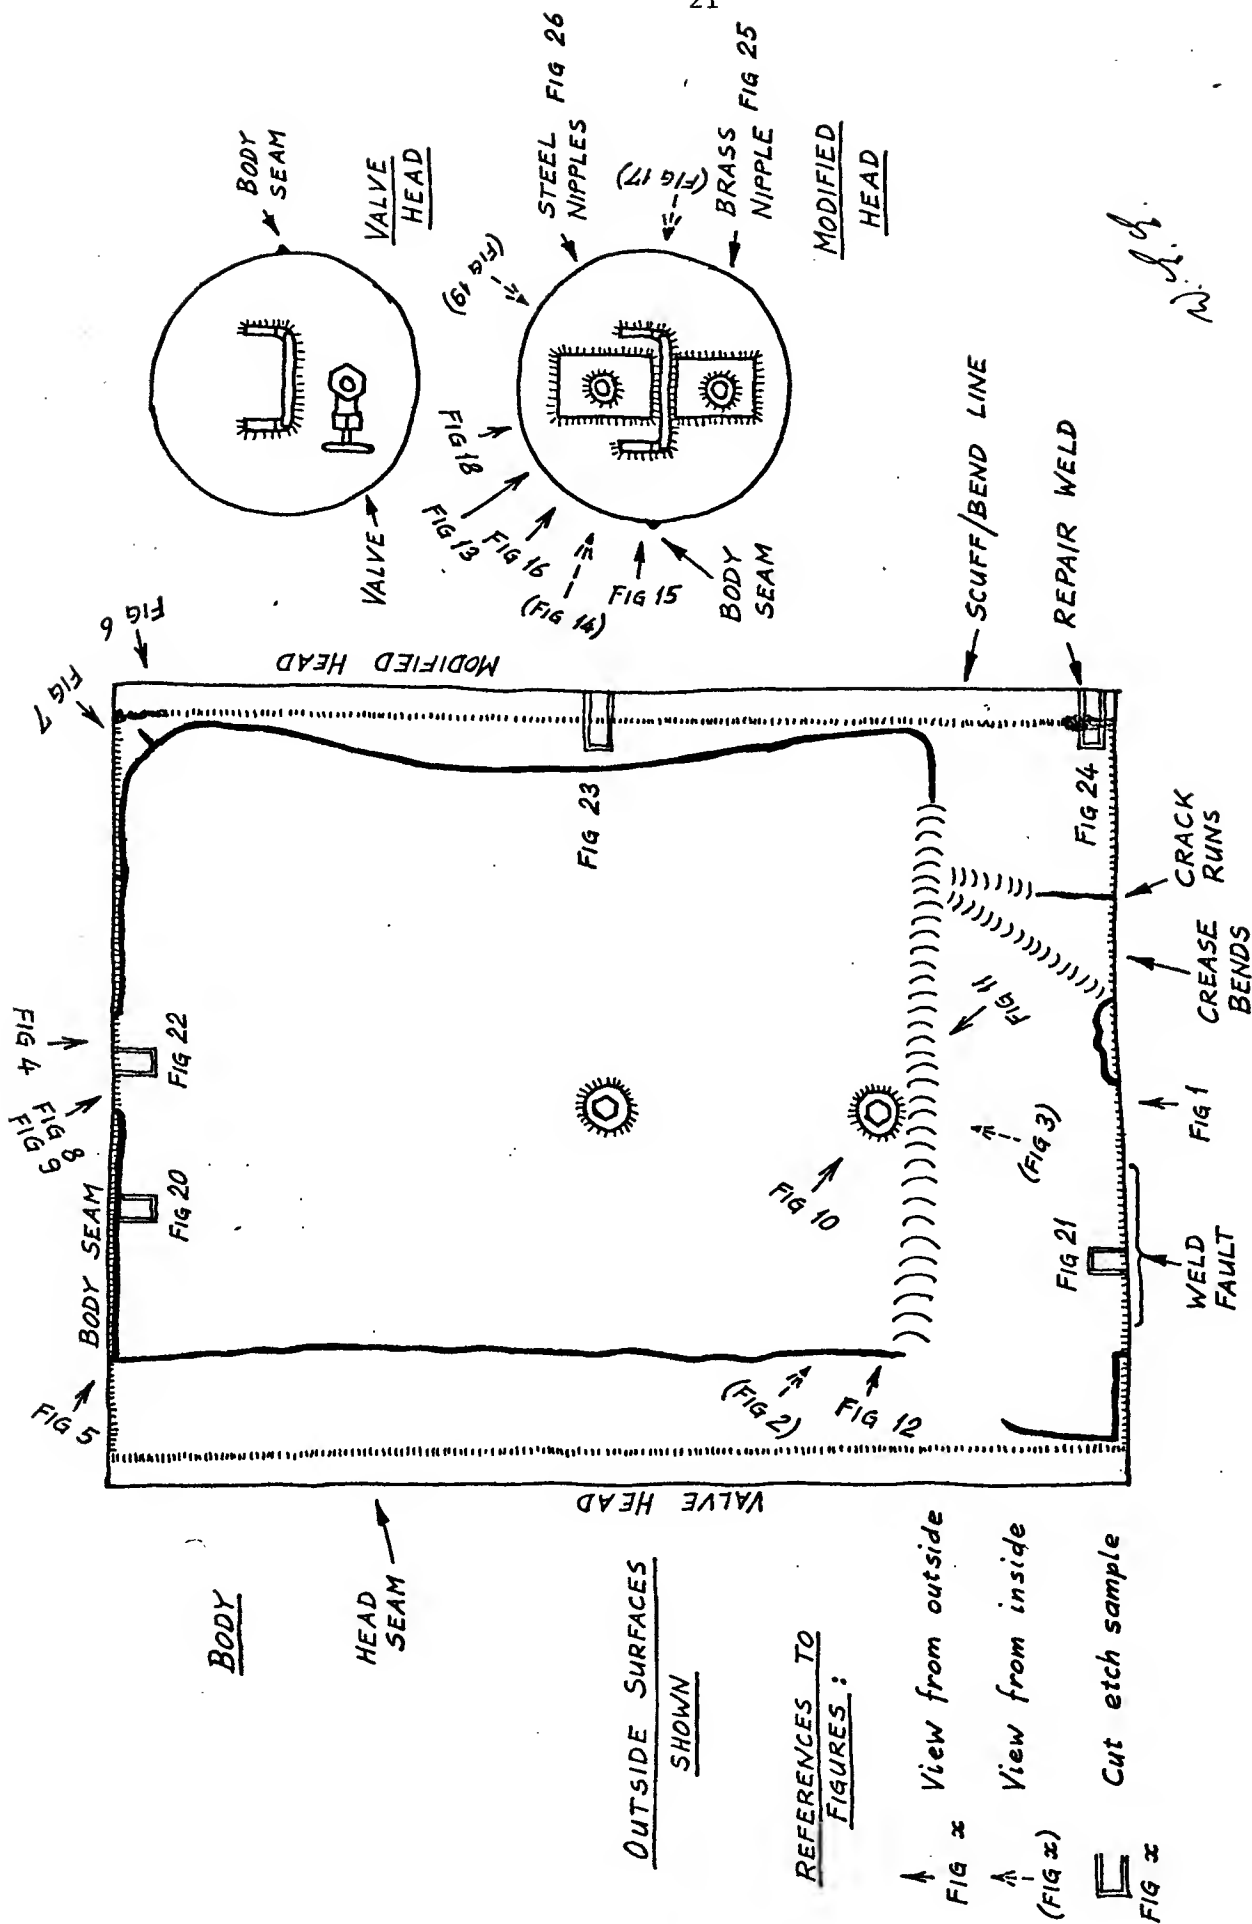 21
BODY
SEAM
VALVE
HEAD
VALVE
STEEL FIG 26
NIPPLES
(FIG 17)
BRASS FIG 25
NIPPLE
MODIFIED
HEAD
(FIG 19)
FIG 18
FIG 13
FIG 16
(FIG 14)
FIG 15
BODY
SEAM
FIG 6
FIG 7
MODIFIED HEAD
SCUFF/BEND LINE
REPAIR WELD
FIG 23
FIG 24
CRACK
RUNS
CREASE
BENDS
FIG 4
FIG 22
FIG 8
FIG 9
FIG 20
BODY SEAM
FIG 5
FIG 11
FIG 10
(FIG 3)
FIG 1
FIG 21
WELD
FAULT
(FIG 2)
FIG 12
VALVE HEAD
BODY
HEAD
SEAM
OUTSIDE SURFACES
SHOWN
REFERENCES TO
FIGURES:
FIG x View from outside
(FIG x) View from inside
FIG x Cut etch sample